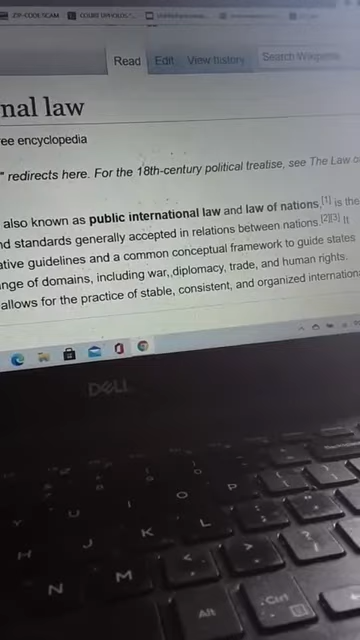 ZIP-CODE SCAM
Read Edit View history Search Wikipedia
nal law
ree encyclopedia
" redirects here. For the 18th-century political treatise, see The Law o
also known as public international law and law of nations,[1] is the
nd standards generally accepted in relations between nations.[2][3] It
ative guidelines and a common conceptual framework to guide states
nge of domains, including war, diplomacy, trade, and human rights.
allows for the practice of stable, consistent, and organized internationa
DELL
Y U I O P
H J K L
N M < >
Alt Ctrl